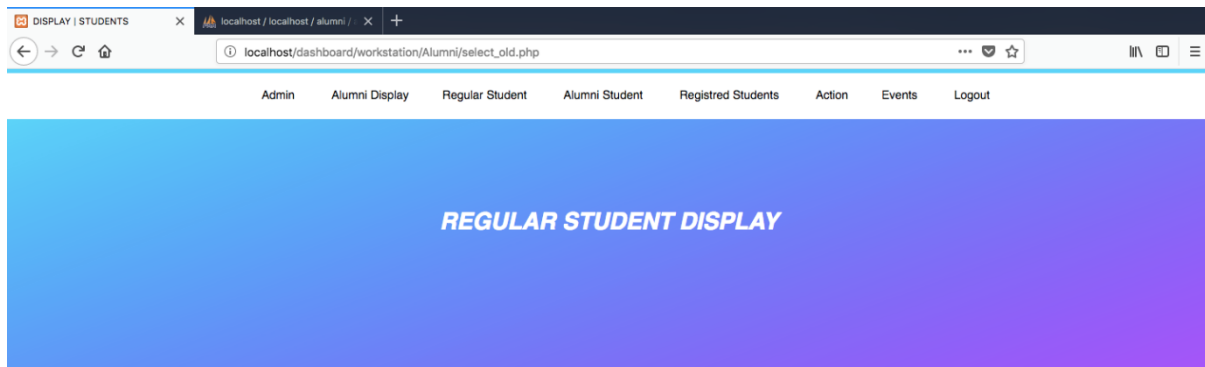 DISPLAY | STUDENTS
localhost / localhost / alumni /
localhost/dashboard/workstation/Alumni/select_old.php
Admin Alumni Display Regular Student Alumni Student Registred Students Action Events Logout
REGULAR STUDENT DISPLAY